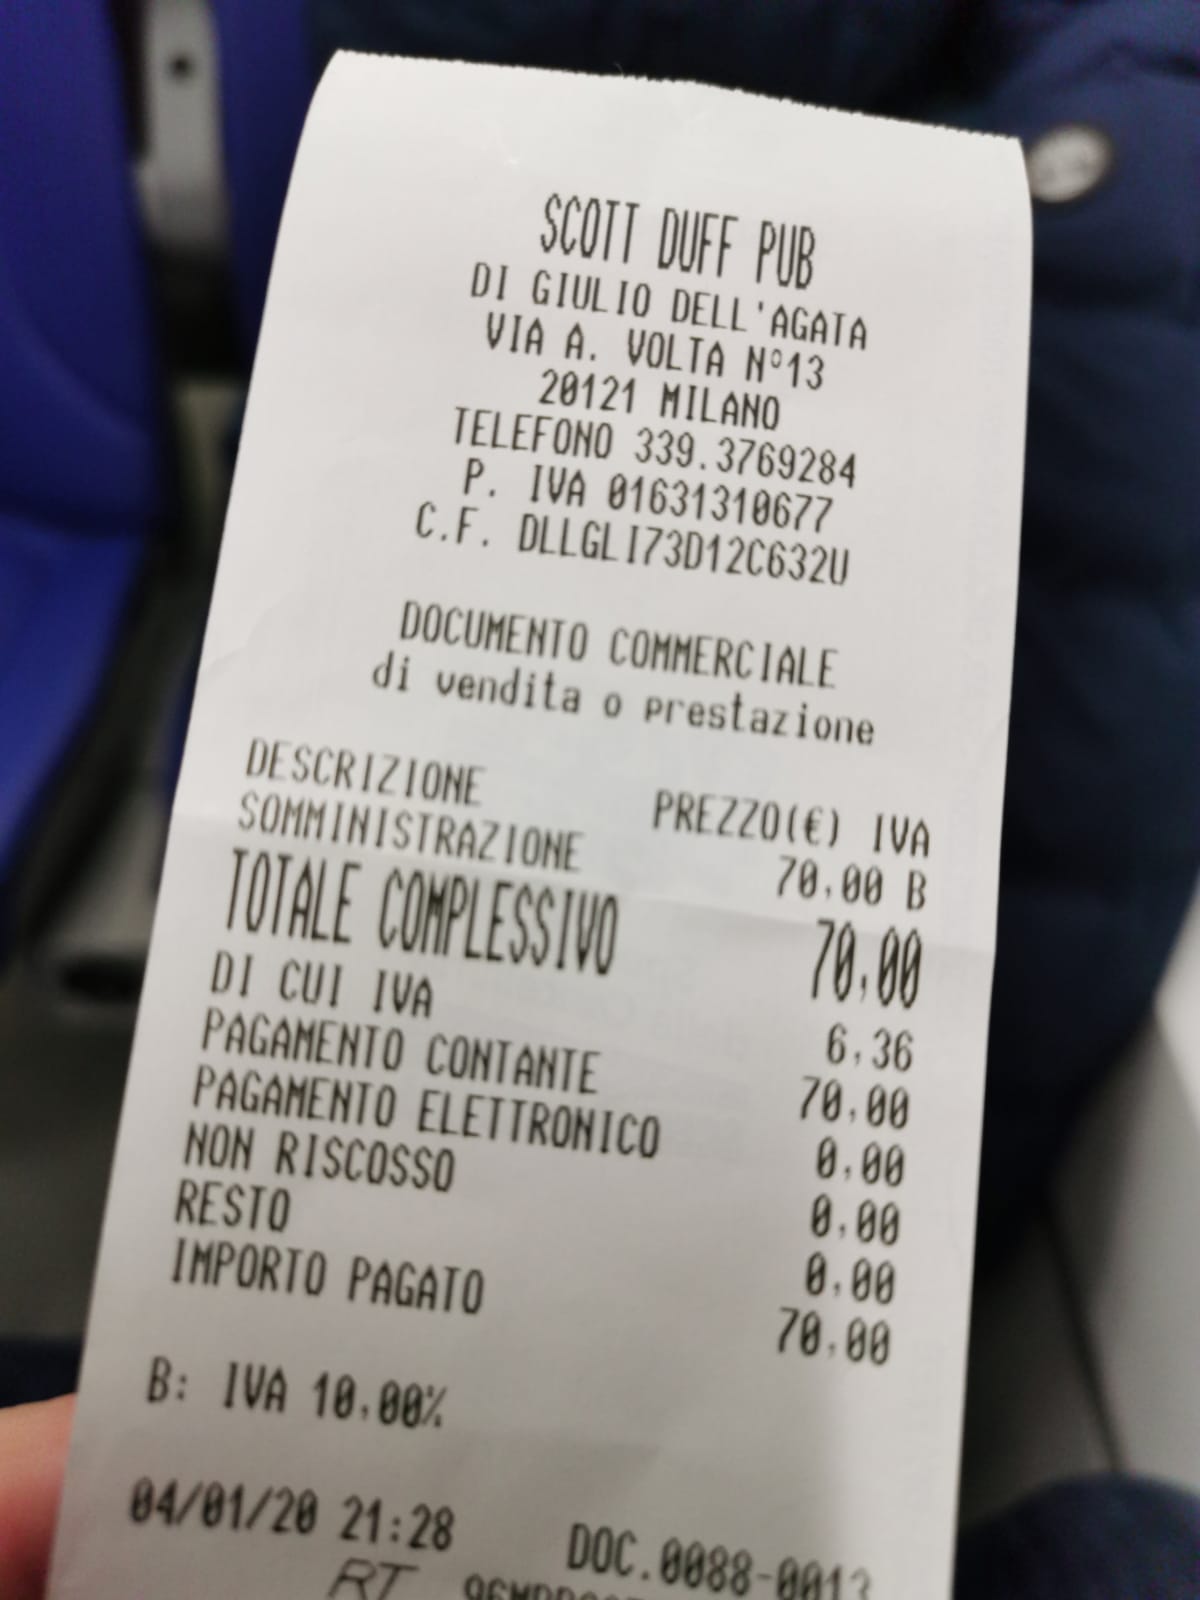 SCOTT DUFF PUB
DI GIULIO DELL'AGATA
VIA A. VOLTA N°13
20121 MILANO
TELEFONO 339.3769284
P. IVA 01631310677
C.F. DLLGLI73D12C632U
DOCUMENTO COMMERCIALE
di vendita o prestazione
DESCRIZIONE PREZZO(€) IVA
SOMMINISTRAZIONE 70,00 B
TOTALE COMPLESSIVO 70,00
DI CUI IVA 6,36
PAGAMENTO CONTANTE 70,00
PAGAMENTO ELETTRONICO 0,00
NON RISCOSSO 0,00
RESTO 0,00
IMPORTO PAGATO 70,00
B: IVA 10,00%
04/01/20 21:28 DOC.0088-0013
RT